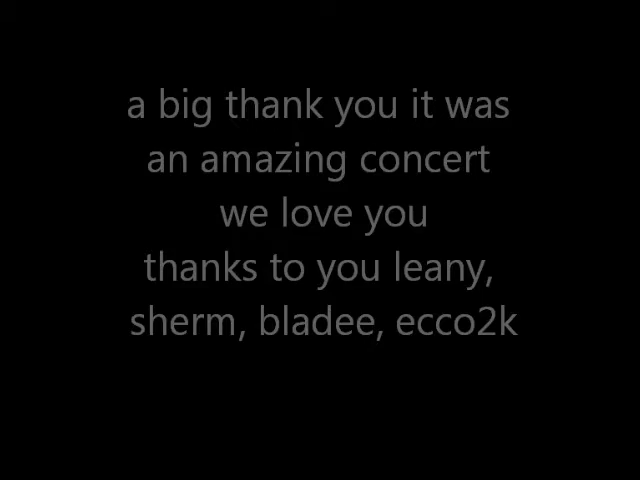 a big thank you it was
an amazing concert
we love you
thanks to you leany,
sherm, bladee, ecco2k